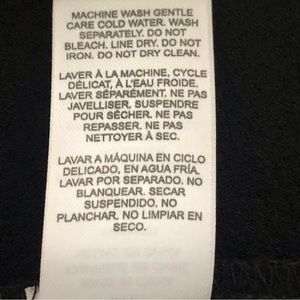 MACHINE WASH GENTLE
CARE COLD WATER. WASH
SEPARATELY. DO NOT
BLEACH. LINE DRY. DO NOT
IRON. DO NOT DRY CLEAN.
LAVER À LA MACHINE, CYCLE
DÉLICAT, À L'EAU FROIDE.
LAVER SÉPARÉMENT. NE PAS
JAVELLISER. SUSPENDRE
POUR SÉCHER. NE PAS
REPASSER. NE PAS
NETTOYER À SEC.
LAVAR A MÁQUINA EN CICLO
DELICADO, EN AGUA FRÍA.
LAVAR POR SEPARADO. NO
BLANQUEAR. SECAR
SUSPENDIDO. NO
PLANCHAR. NO LIMPIAR EN
SECO.